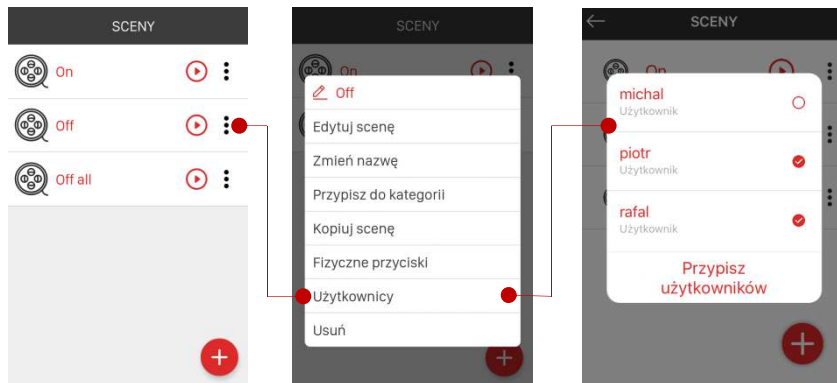 SCENY
On
Off
Off all
SCENY
On
Off
Edytuj scenę
Zmień nazwę
Przypisz do kategorii
Kopiuj scenę
Fizyczne przyciski
Użytkownicy
Usuń
SCENY
On
michal
Użytkownik
piotr
Użytkownik
rafal
Użytkownik
Przypisz
użytkowników